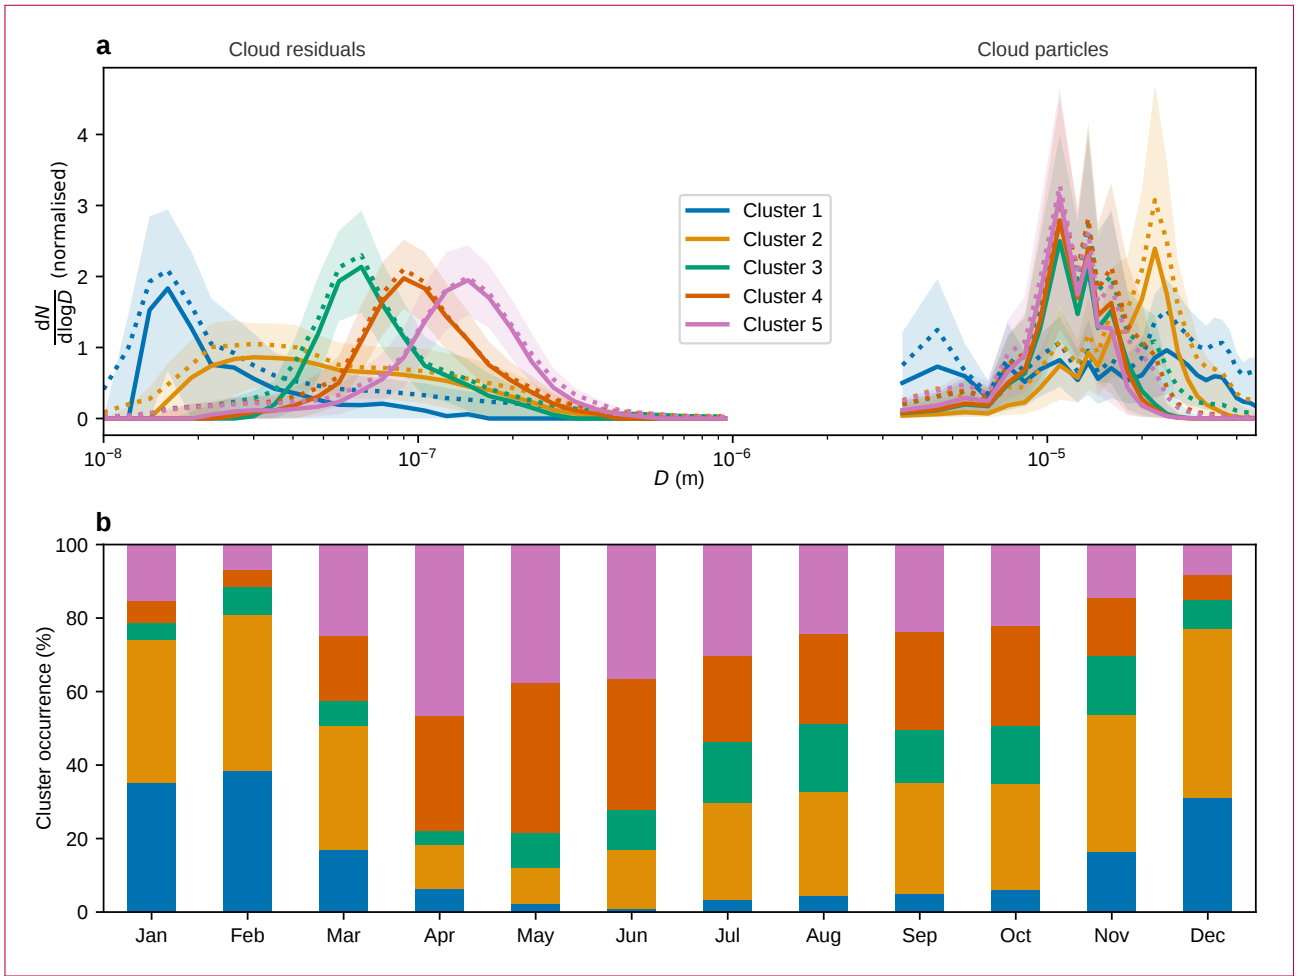 a
Cloud residuals
Cloud particles
dN
dlogD (normalised)
4
3
2
1
0
Cluster 1
Cluster 2
Cluster 3
Cluster 4
Cluster 5
10⁻⁸
10⁻⁷
10⁻⁶
10⁻⁵
D (m)
b
Cluster occurrence (%)
100
80
60
40
20
0
Jan Feb Mar Apr May Jun Jul Aug Sep Oct Nov Dec